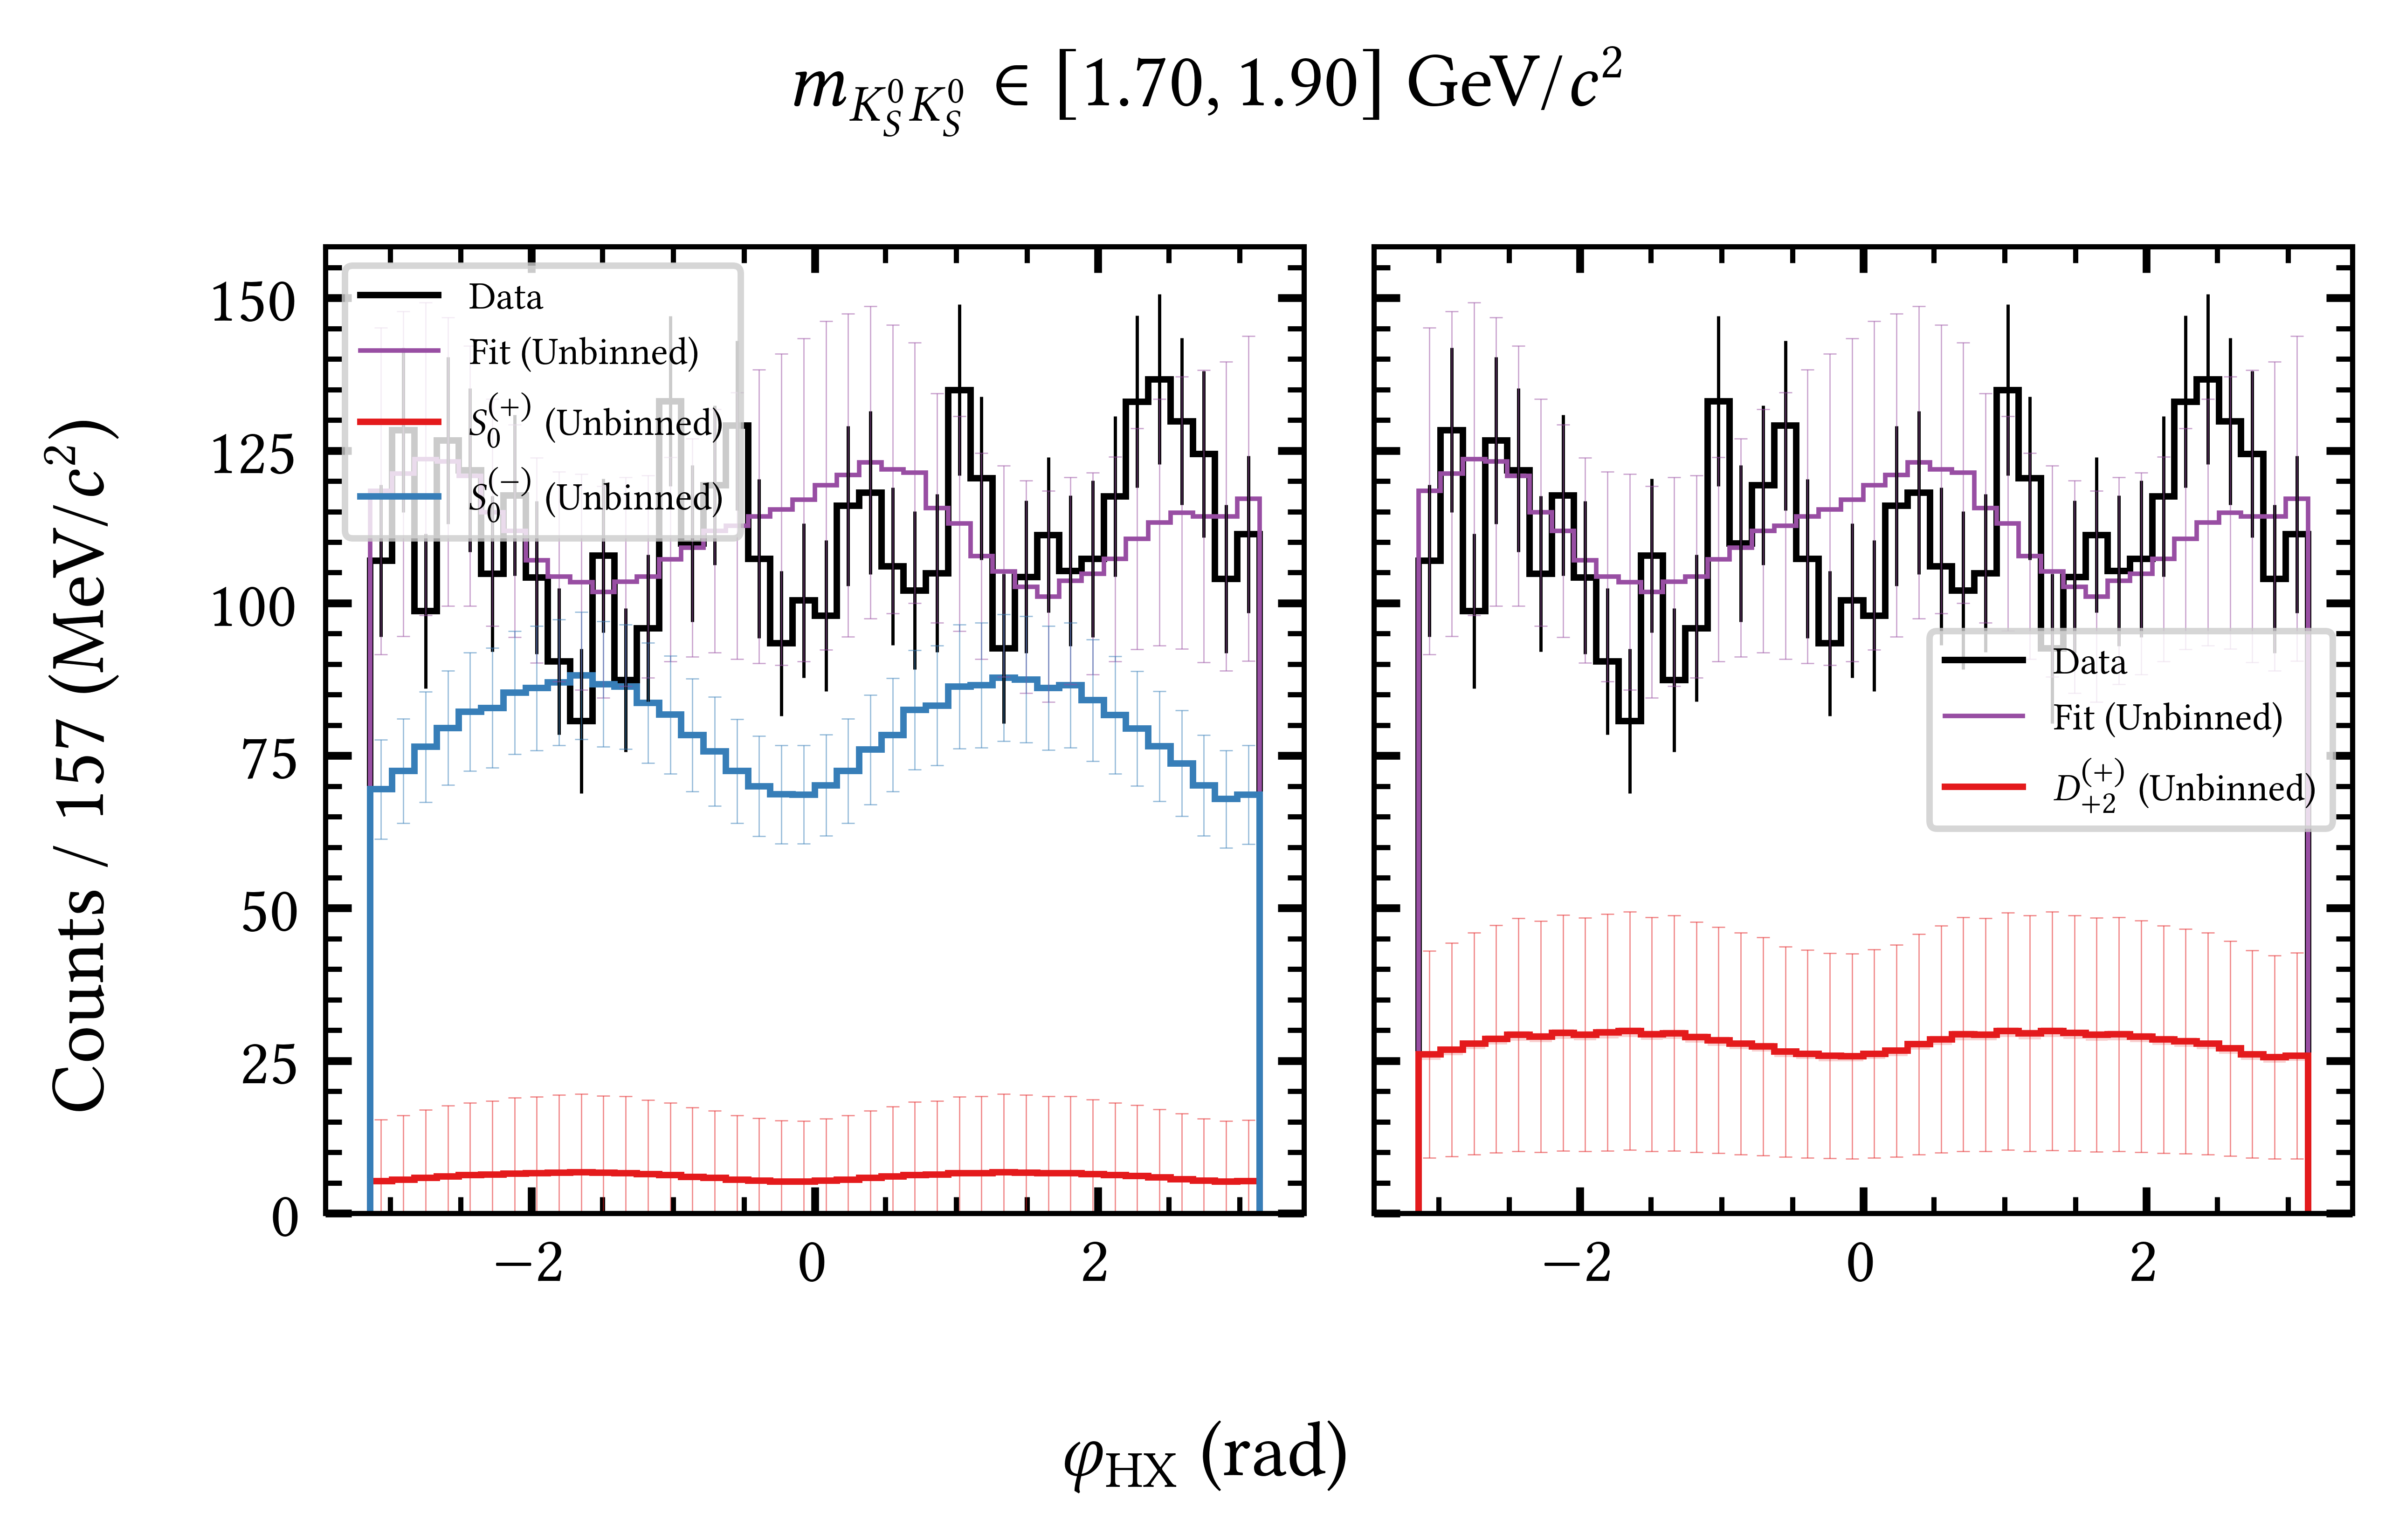 m_{K_S^0 K_S^0} ∈ [1.70, 1.90] GeV/c²
Counts / 157 (MeV/c²)
150
125
100
75
50
25
0
Data
Fit (Unbinned)
S_0^{(+)} (Unbinned)
S_0^{(−)} (Unbinned)
Data
Fit (Unbinned)
D_{+2}^{(+)} (Unbinned)
−2
0
2
−2
0
2
φ_{HX} (rad)